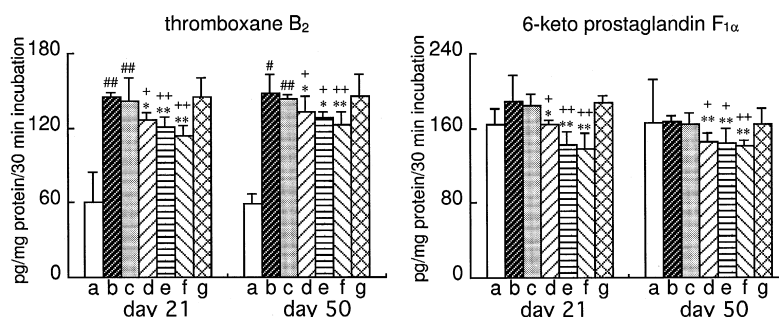 thromboxane B2
6-keto prostaglandin F1α
pg/mg protein/30 min incubation
180
120
60
0
## ## + * ++ ** ++ **
# ## + * + * ++ **
a b c d e f g
a b c d e f g
day 21
day 50
pg/mg protein/30 min incubation
240
160
80
0
+ * ++ ** ++ **
+ ** + ** ++ **
a b c d e f g
a b c d e f g
day 21
day 50